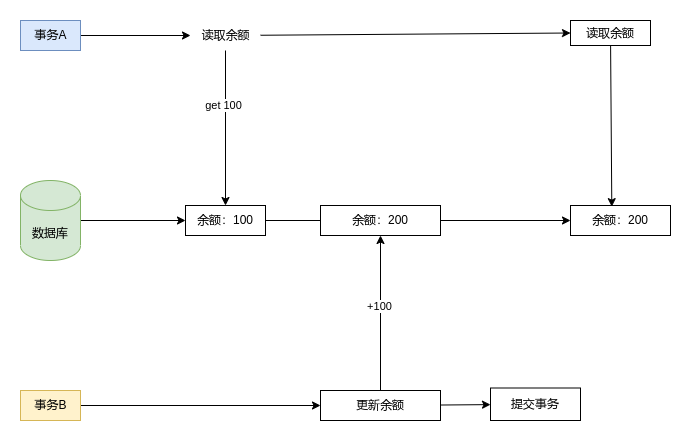 事务A
读取余额
读取余额
get 100
数据库
余额：100
余额：200
余额：200
+100
事务B
更新余额
提交事务